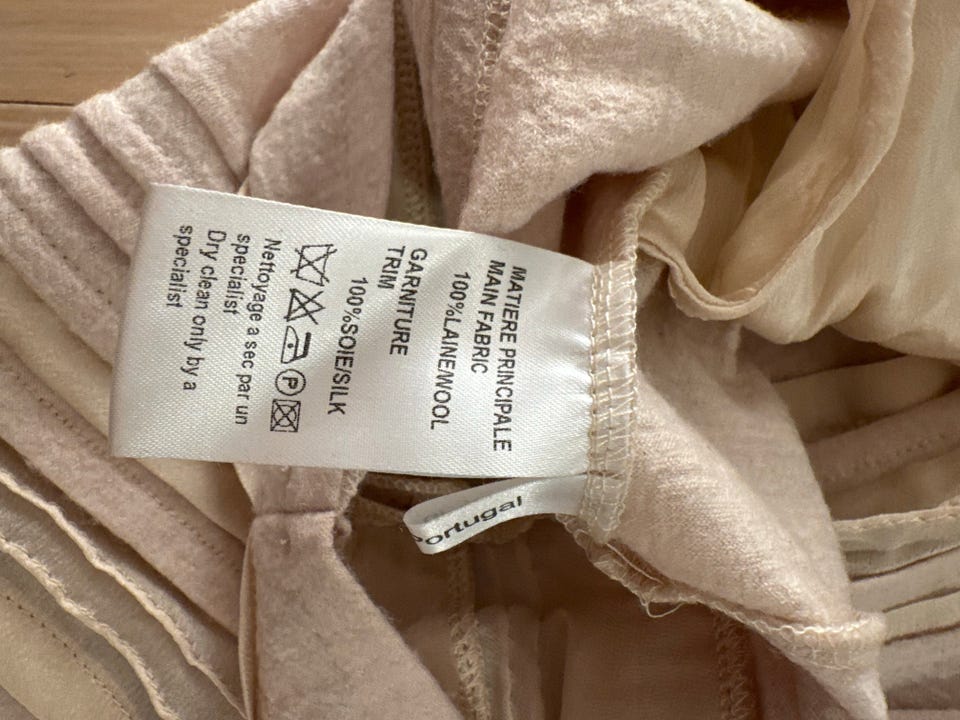 MATIERE PRINCIPALE
MAIN FABRIC
100%LAINE/WOOL
GARNITURE
TRIM
100%SOIE/SILK
P
Nettoyage a sec par un
specialist
Dry clean only by a
specialist
Portugal